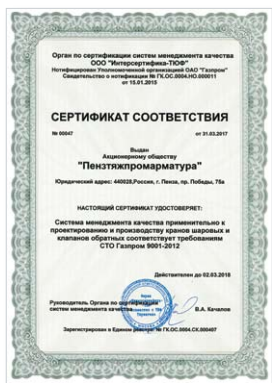 Орган по сертификации систем менеджмента качества
ООО "Интерсертифика-ТЮФ"
Нотифицирован Уполномоченной организацией ОАО "Газпром"
Свидетельство о нотификации № ГК.ОС.0004.НО.000011
от 15.01.2015
СЕРТИФИКАТ СООТВЕТСТВИЯ
№ 00047 от 31.03.2017
Выдан
Акционерному обществу
"Пензтяжпромарматура"
Юридический адрес: 440028,Россия, г. Пенза, пр. Победы, 75а
НАСТОЯЩИЙ СЕРТИФИКАТ УДОСТОВЕРЯЕТ:
Система менеджмента качества применительно к
проектированию и производству кранов шаровых и
клапанов обратных соответствует требованиям
СТО Газпром 9001-2012
Действителен до 02.03.2018
Руководитель Органа по сертификации
систем менеджмента качества В.А. Качалов
Зарегистрирован в Едином реестре № ГК.ОС.0004.СК.000407